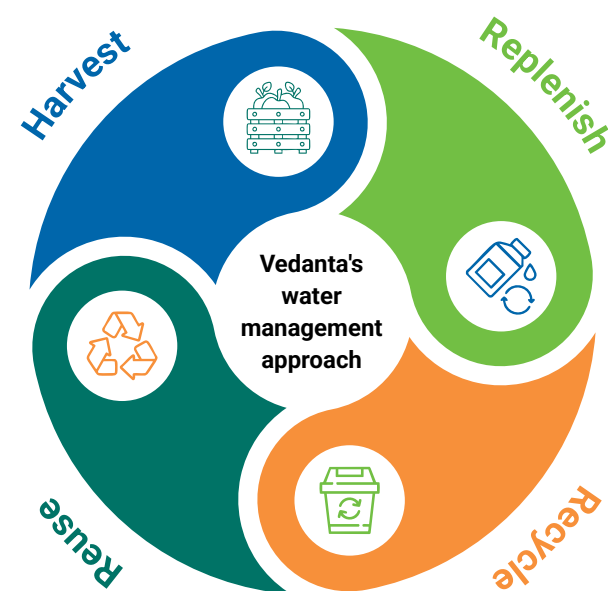 Harvest
Replenish
Vedanta's
water
management
approach
Reuse
Recycle